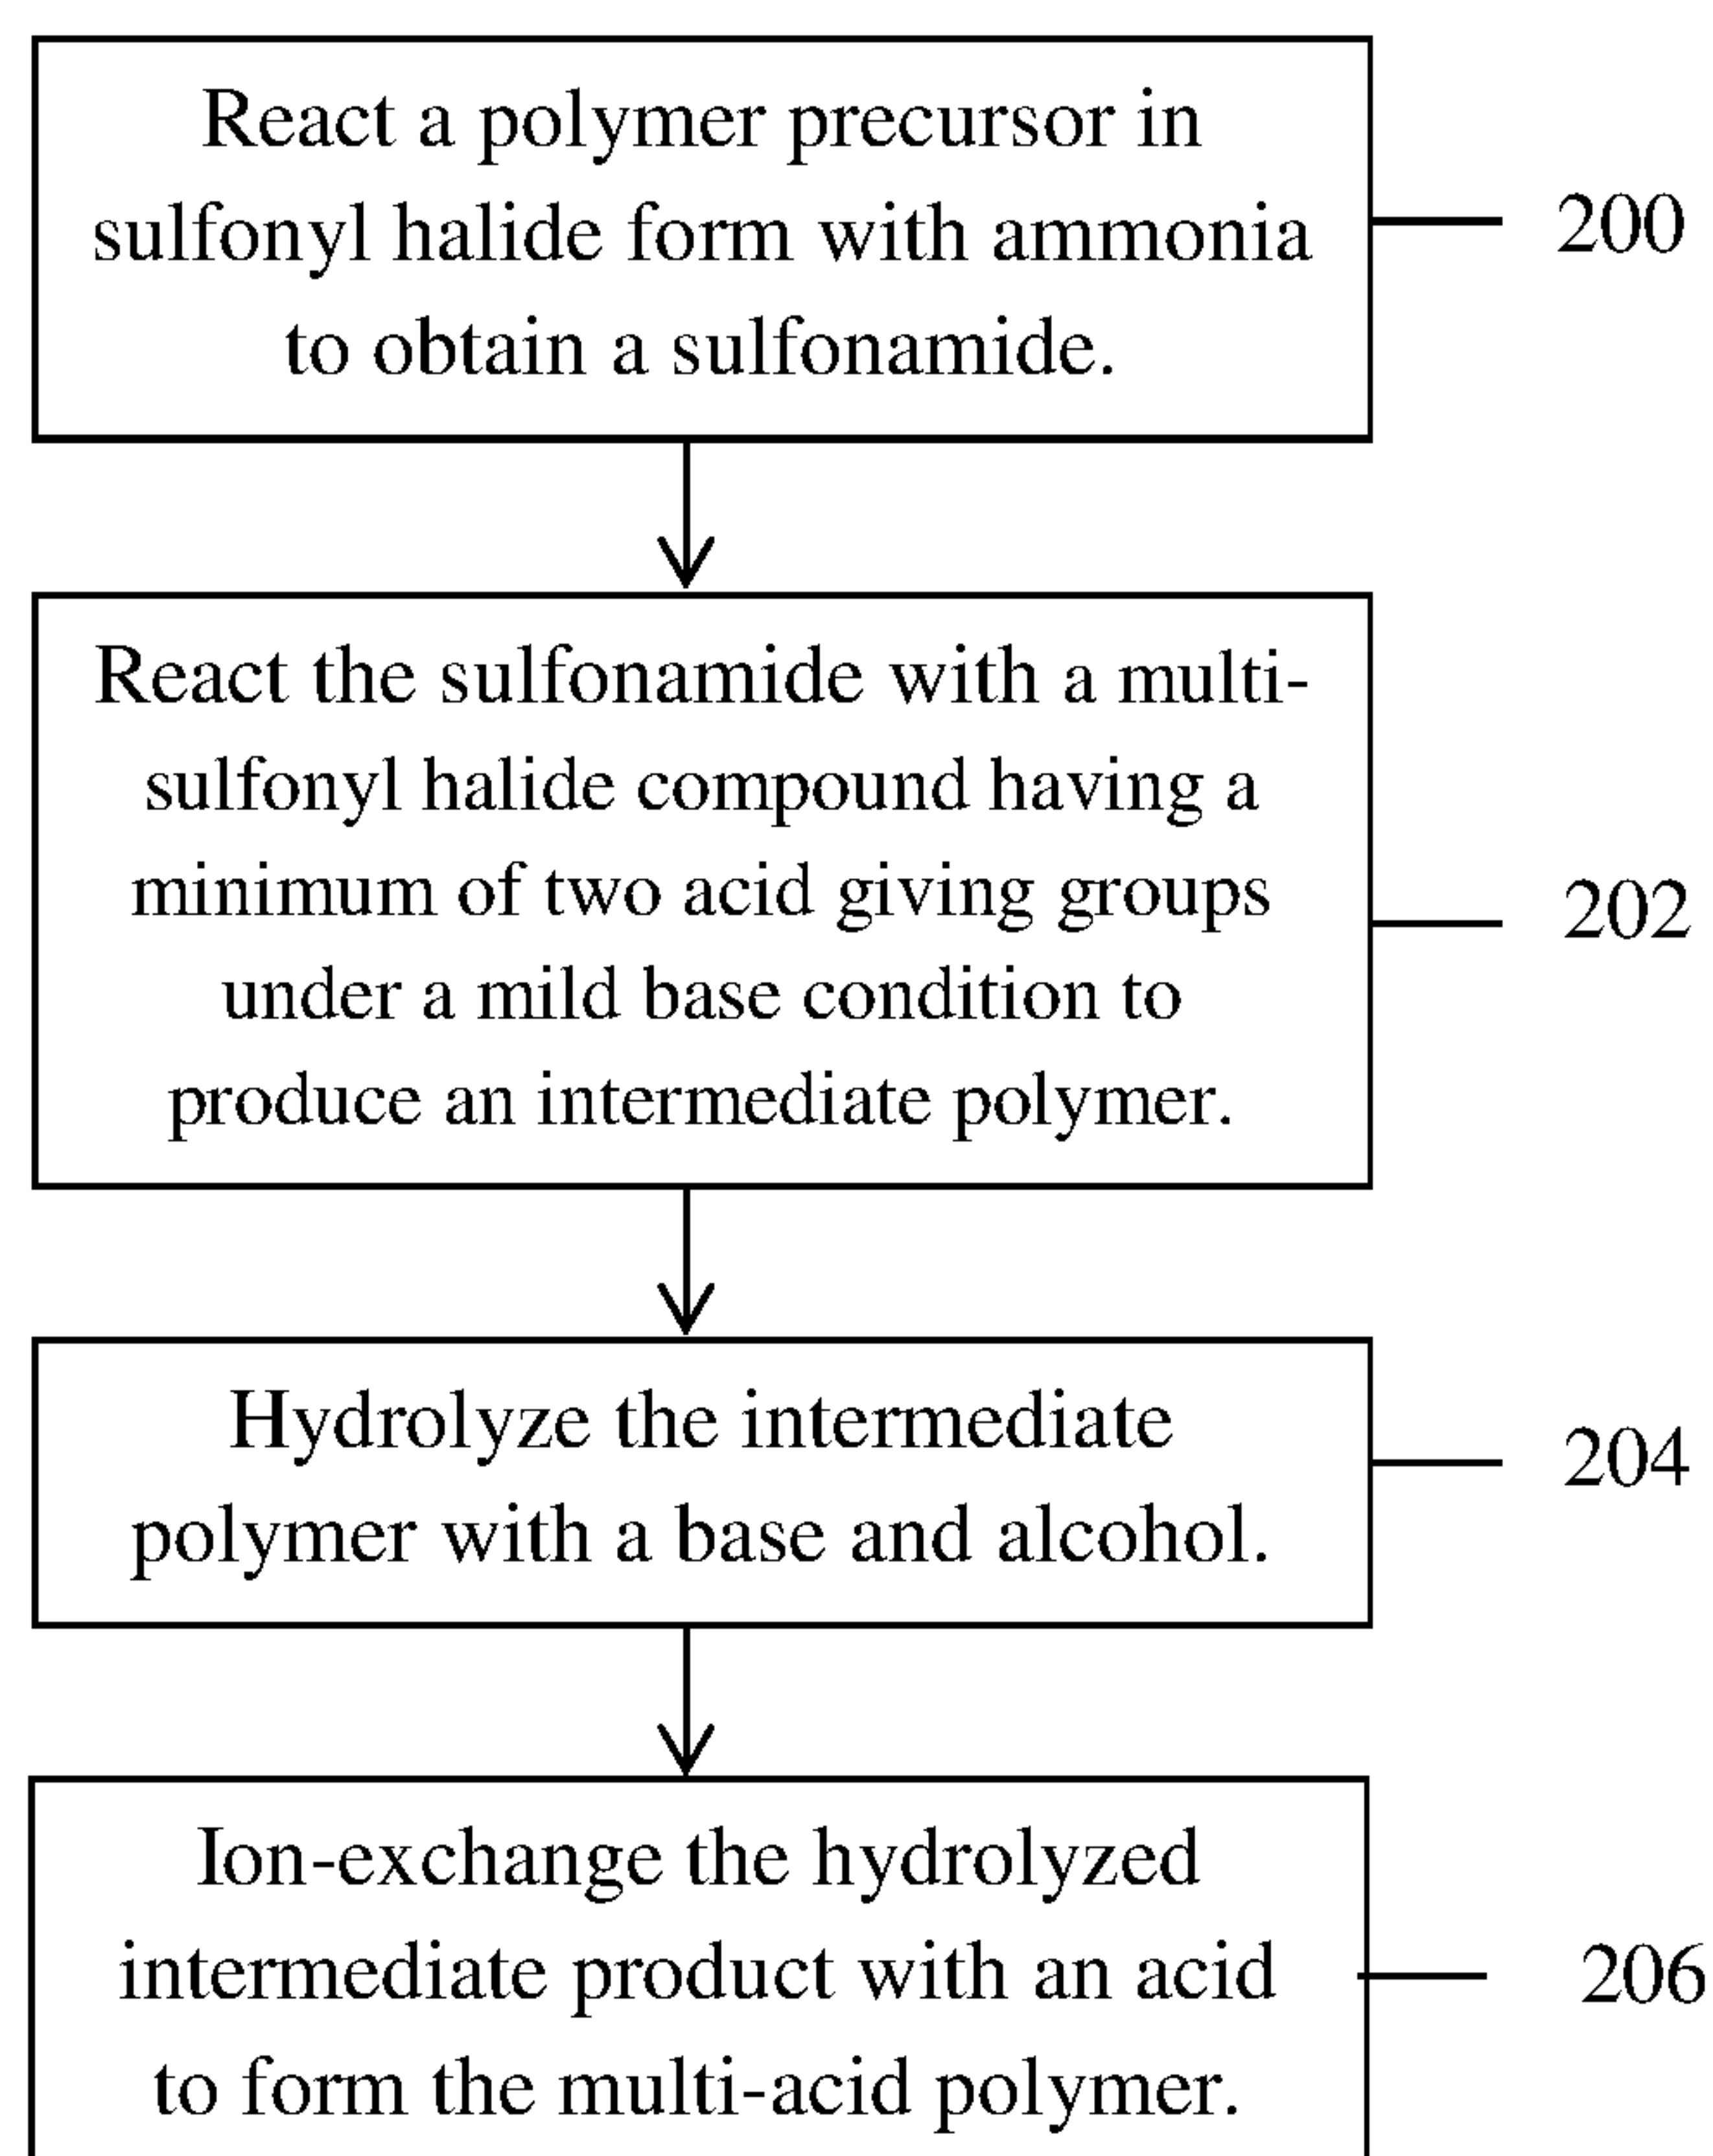 React a polymer precursor in
sulfonyl halide form with ammonia
to obtain a sulfonamide.
200
React the sulfonamide with a multi-
sulfonyl halide compound having a
minimum of two acid giving groups
under a mild base condition to
produce an intermediate polymer.
202
Hydrolyze the intermediate
polymer with a base and alcohol.
204
Ion-exchange the hydrolyzed
intermediate product with an acid
to form the multi-acid polymer.
206